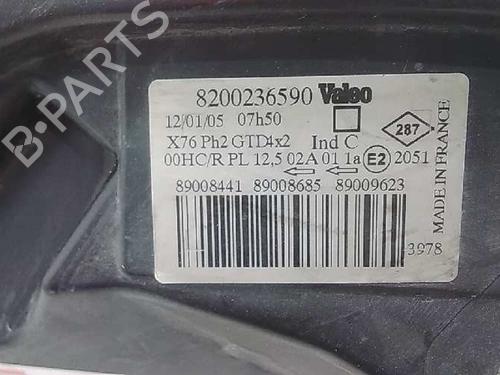 8200236590 Valeo
12/01/05 07h50
X76 Ph2 GTD4x2 Ind C
287
00HC/R PL 12,5 02A 01 1a E2 2051
89008441 89008685 89009623
3978
MADE IN FRANCE
B-PARTS